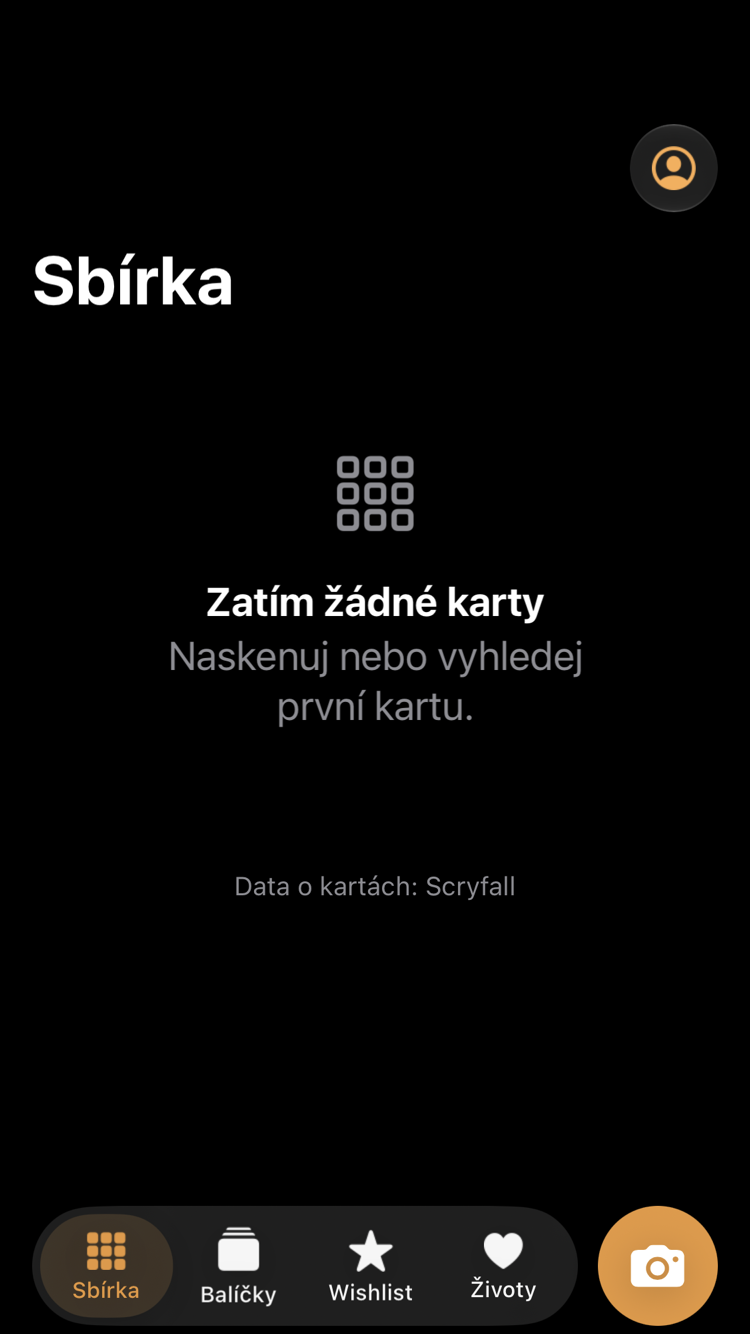 Sbírka
Zatím žádné karty
Naskenuj nebo vyhledej
první kartu.
Data o kartách: Scryfall
Sbírka
Balíčky
Wishlist
Životy